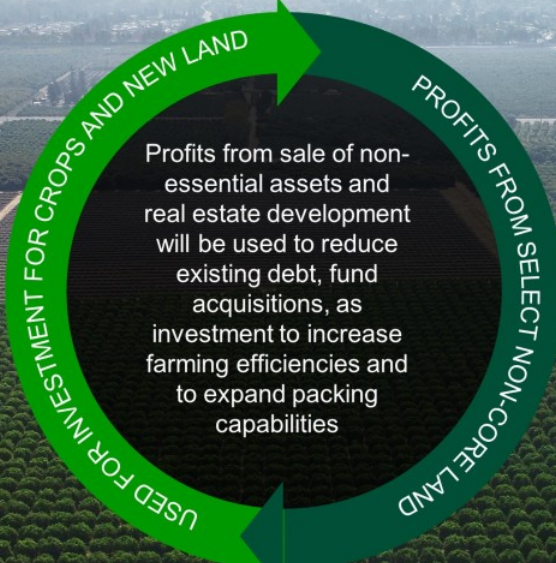 USED FOR INVESTMENT FOR CROPS AND NEW LAND
PROFITS FROM SELECT NON-CORE LAND
Profits from sale of non-
essential assets and
real estate development
will be used to reduce
existing debt, fund
acquisitions, as
investment to increase
farming efficiencies and
to expand packing
capabilities